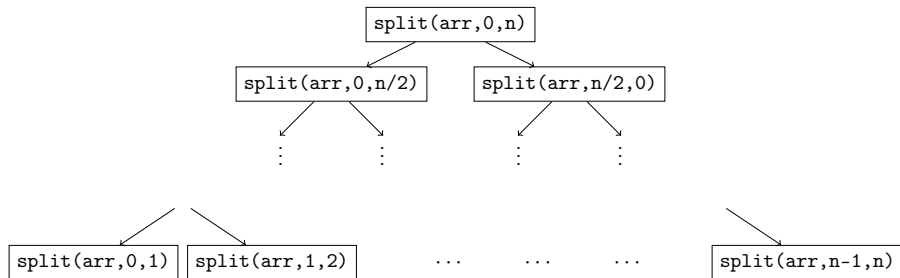 split(arr,0,n)
split(arr,0,n/2) split(arr,n/2,0)
⋮ ⋮ ⋮ ⋮
split(arr,0,1) split(arr,1,2) ... ... ... split(arr,n-1,n)